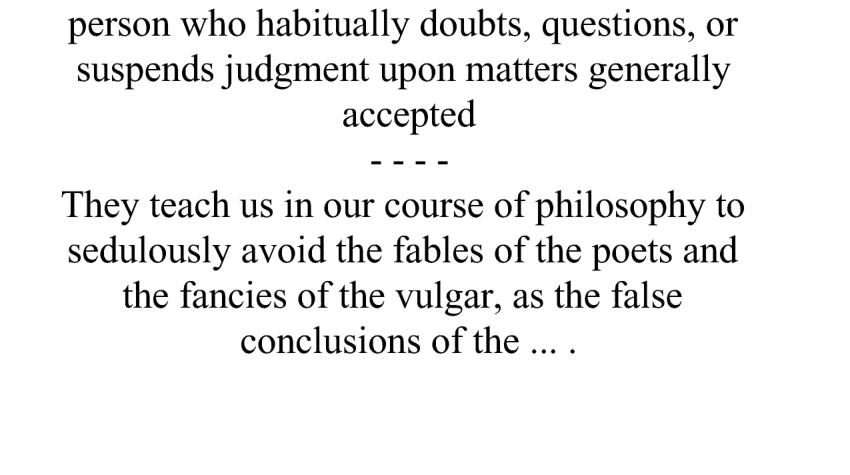 person who habitually doubts, questions, or
suspends judgment upon matters generally
accepted
- - - -
They teach us in our course of philosophy to
sedulously avoid the fables of the poets and
the fancies of the vulgar, as the false
conclusions of the ... .